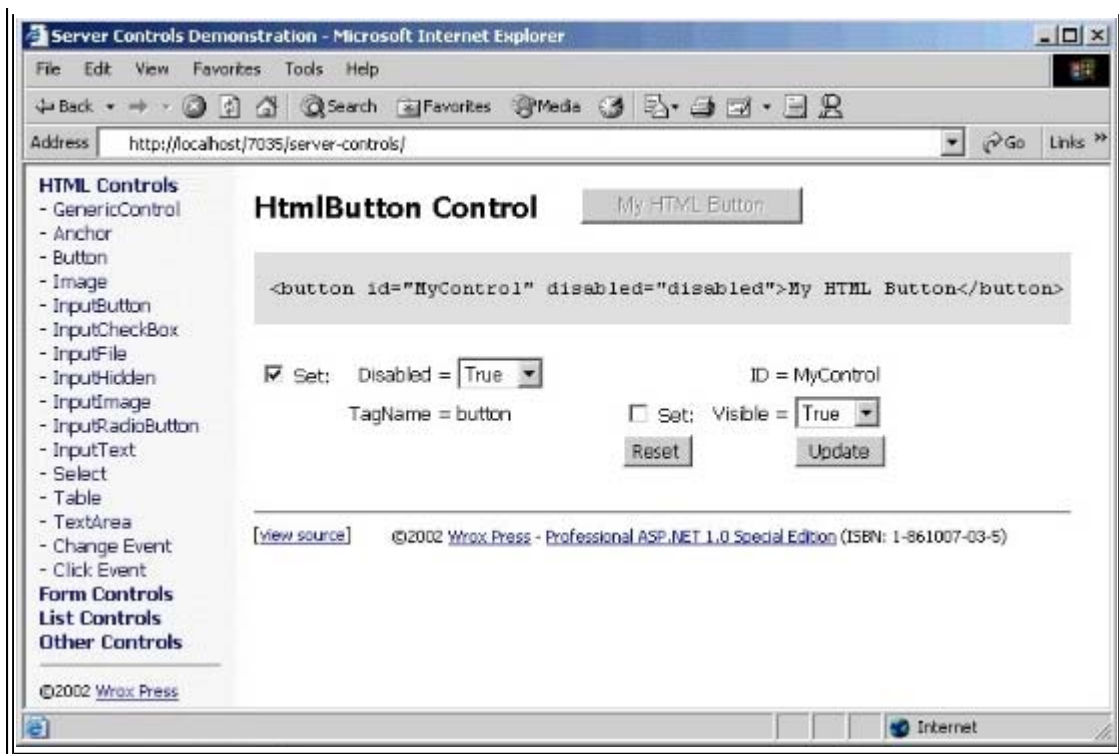 Server Controls Demonstration - Microsoft Internet Explorer
File Edit View Favorites Tools Help
Back Search Favorites Media
Address http://localhost/7035/server-controls/ Go Links »
HTML Controls
- GenericControl
- Anchor
- Button
- Image
- InputButton
- InputCheckBox
- InputFile
- InputHidden
- InputImage
- InputRadioButton
- InputText
- Select
- Table
- TextArea
- Change Event
- Click Event
Form Controls
List Controls
Other Controls
©2002 Wrox Press
HtmlButton Control My HTML Button
<button id="MyControl" disabled="disabled">My HTML Button</button>
Set: Disabled = True ID = MyControl
TagName = button Set: Visible = True
Reset Update
[view source] ©2002 Wrox Press - Professional ASP.NET 1.0 Special Edition (ISBN: 1-861007-03-5)
Internet